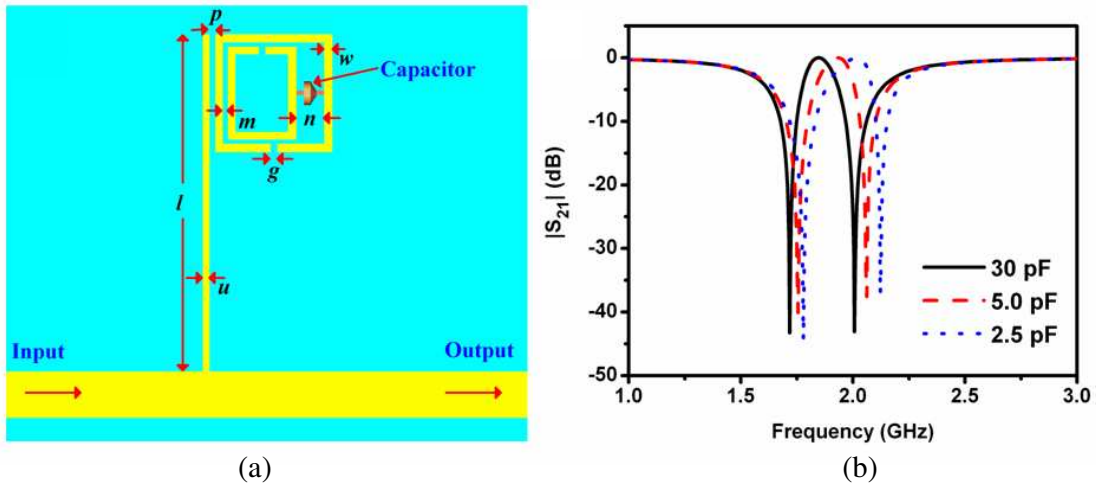 p
w
Capacitor
m
n
g
l
u
Input
Output
(a)
0
-10
-20
-30
-40
-50
|S21| (dB)
30 pF
5.0 pF
2.5 pF
1.0 1.5 2.0 2.5 3.0
Frequency (GHz)
(b)